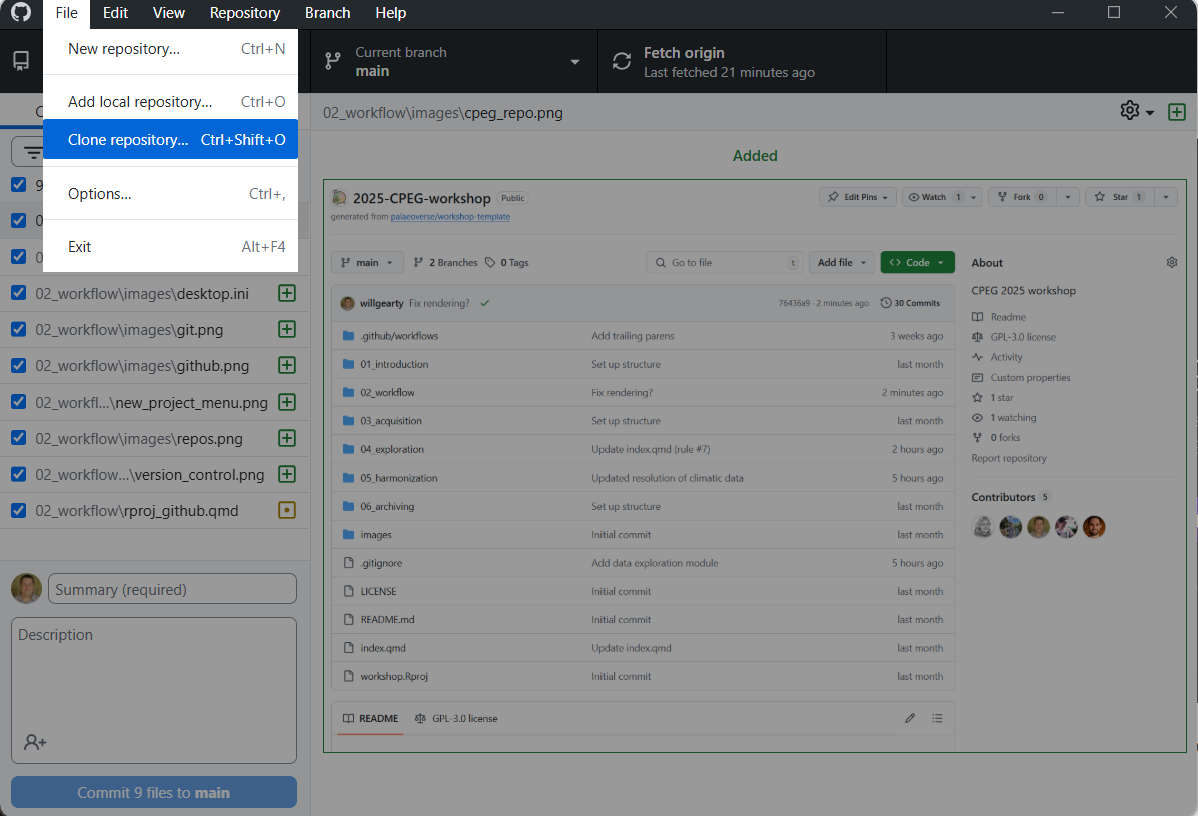 File Edit View Repository Branch Help
New repository... Ctrl+N
Add local repository... Ctrl+O
Clone repository... Ctrl+Shift+O
Options... Ctrl+,
Exit Alt+F4
Current branch
main
Fetch origin
Last fetched 21 minutes ago
C
9
0
0
02_workflow\images\desktop.ini
02_workflow\images\git.png
02_workflow\images\github.png
02_workfl...\new_project_menu.png
02_workflow\images\repos.png
02_workflow...\version_control.png
02_workflow\rproj_github.qmd
Summary (required)
Description
Commit 9 files to main
02_workflow\images\cpeg_repo.png
Added
2025-CPEG-workshop Public
generated from palaeoverse/workshop-template
Edit Pins Watch 1 Fork 0 Star 1
main 2 Branches 0 Tags Go to file t Add file Code
willgearty Fix rendering? 76436a9 · 2 minutes ago 30 Commits
.github/workflows Add trailing parens 3 weeks ago
01_introduction Set up structure last month
02_workflow Fix rendering? 2 minutes ago
03_acquisition Set up structure last month
04_exploration Update index.qmd (rule #7) 2 hours ago
05_harmonization Updated resolution of climatic data 5 hours ago
06_archiving Set up structure last month
images Initial commit last month
.gitignore Add data exploration module 5 hours ago
LICENSE Initial commit last month
README.md Initial commit last month
index.qmd Update index.qmd last month
workshop.Rproj Initial commit last month
README GPL-3.0 license
About
CPEG 2025 workshop
Readme
GPL-3.0 license
Activity
Custom properties
1 star
1 watching
0 forks
Report repository
Contributors 5